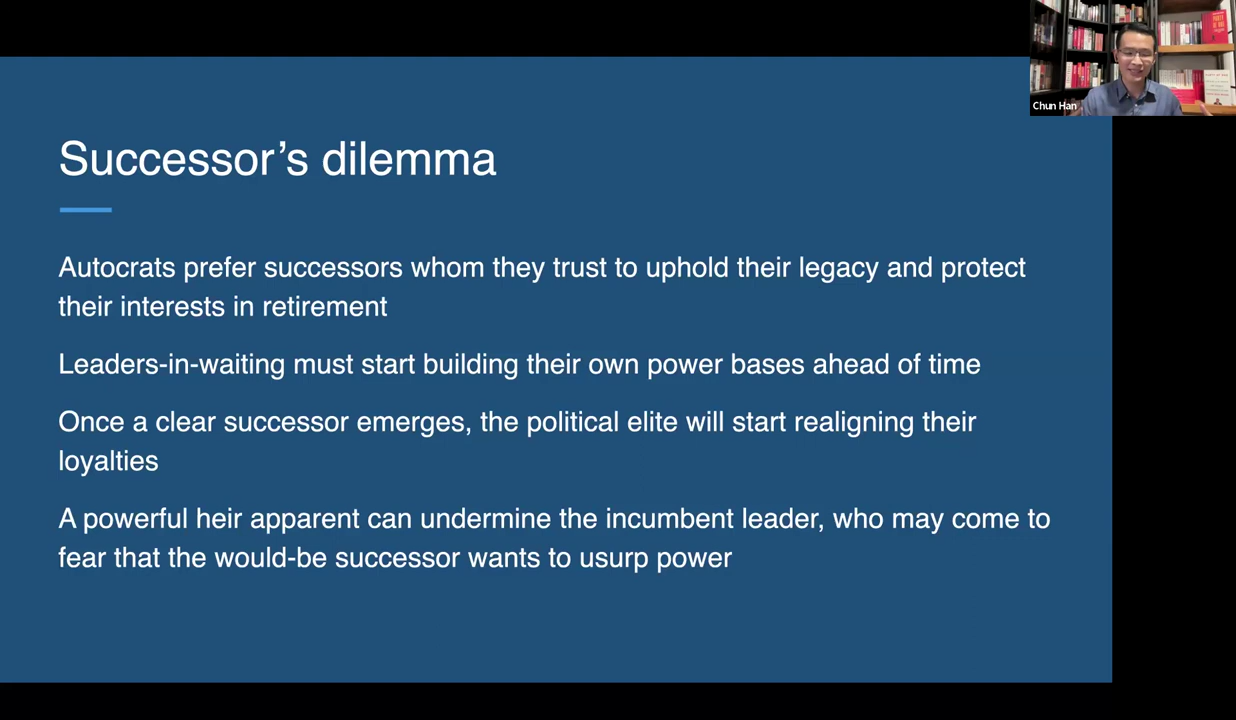 Chun Han
Successor’s dilemma
Autocrats prefer successors whom they trust to uphold their legacy and protect
their interests in retirement
Leaders-in-waiting must start building their own power bases ahead of time
Once a clear successor emerges, the political elite will start realigning their
loyalties
A powerful heir apparent can undermine the incumbent leader, who may come to
fear that the would-be successor wants to usurp power